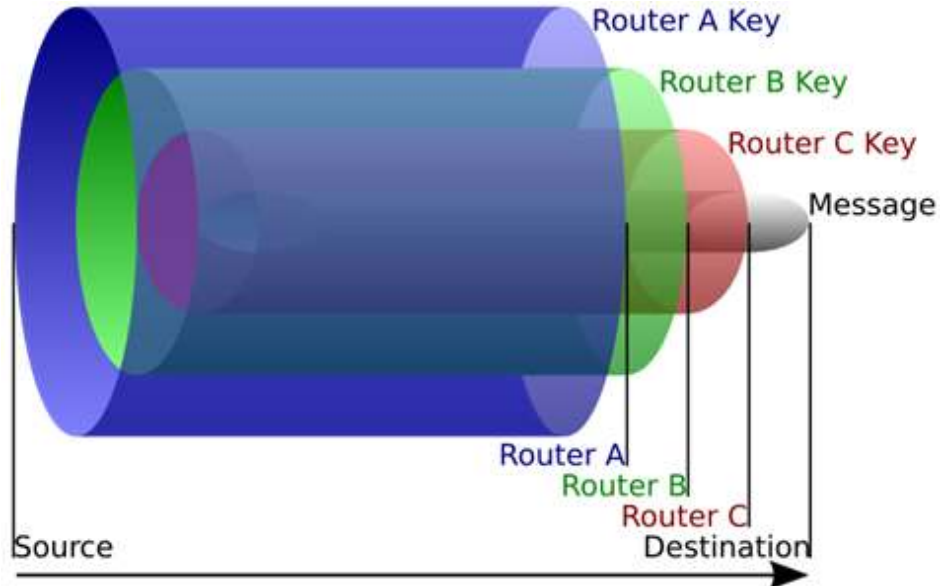 Router A Key
Router B Key
Router C Key
Message
Router A
Router B
Router C
Source
Destination